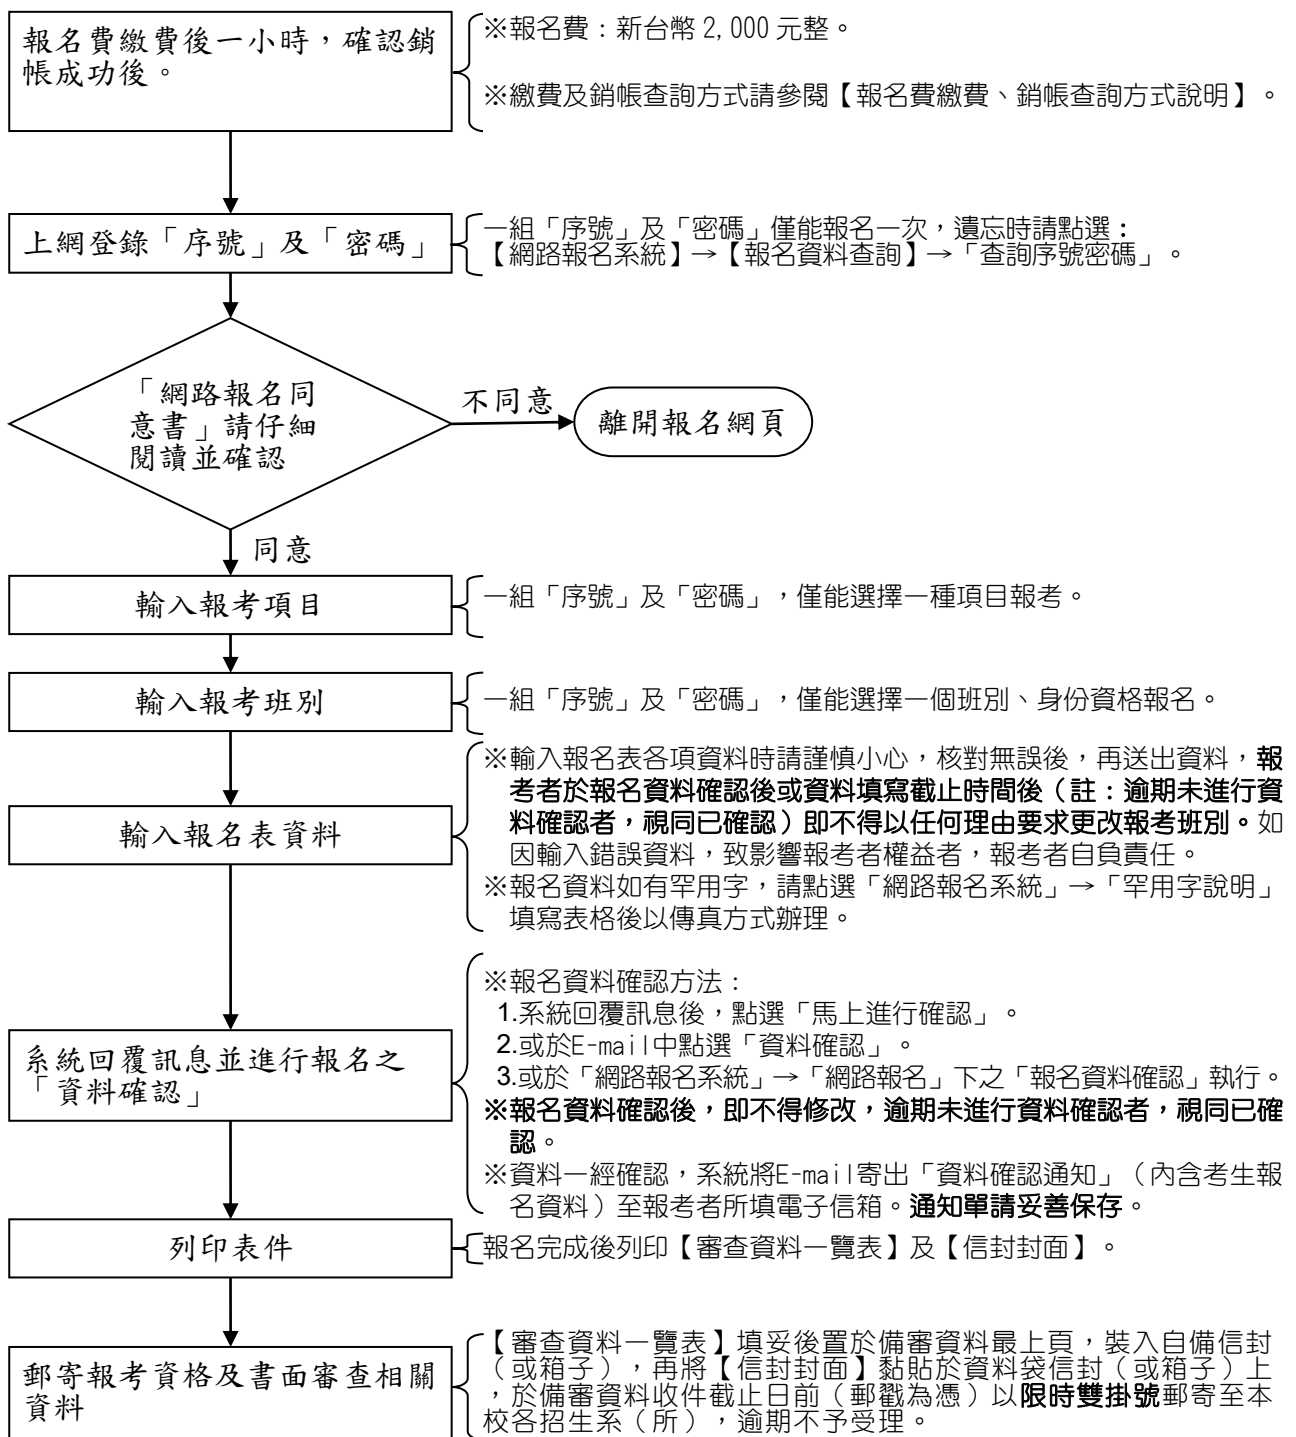 報名費繳費後一小時，確認銷
帳成功後。
※報名費：新台幣 2,000 元整。
※繳費及銷帳查詢方式請參閱【報名費繳費、銷帳查詢方式說明】。
上網登錄「序號」及「密碼」
一組「序號」及「密碼」僅能報名一次，遺忘時請點選：
【網路報名系統】→【報名資料查詢】→「查詢序號密碼」。
「網路報名同
意書」請仔細
閱讀並確認
不同意
離開報名網頁
同意
輸入報考項目
一組「序號」及「密碼」，僅能選擇一種項目報考。
輸入報考班別
一組「序號」及「密碼」，僅能選擇一個班別、身份資格報名。
輸入報名表資料
※輸入報名表各項資料時請謹慎小心，核對無誤後，再送出資料，報
考者於報名資料確認後或資料填寫截止時間後（註：逾期未進行資
料確認者，視同已確認）即不得以任何理由要求更改報考班別。如
因輸入錯誤資料，致影響報考者權益者，報考者自負責任。
※報名資料如有罕用字，請點選「網路報名系統」→「罕用字說明」
填寫表格後以傳真方式辦理。
系統回覆訊息並進行報名之
「資料確認」
※報名資料確認方法：
1.系統回覆訊息後，點選「馬上進行確認」。
2.或於E-mail中點選「資料確認」。
3.或於「網路報名系統」→「網路報名」下之「報名資料確認」執行。
※報名資料確認後，即不得修改，逾期未進行資料確認者，視同已確
認。
※資料一經確認，系統將E-mail寄出「資料確認通知」（內含考生報
名資料）至報考者所填電子信箱。通知單請妥善保存。
列印表件
報名完成後列印【審查資料一覽表】及【信封封面】。
郵寄報考資格及書面審查相關
資料
【審查資料一覽表】填妥後置於備審資料最上頁，裝入自備信封
（或箱子），再將【信封封面】黏貼於資料袋信封（或箱子）上
，於備審資料收件截止日前（郵戳為憑）以限時雙掛號郵寄至本
校各招生系（所），逾期不予受理。